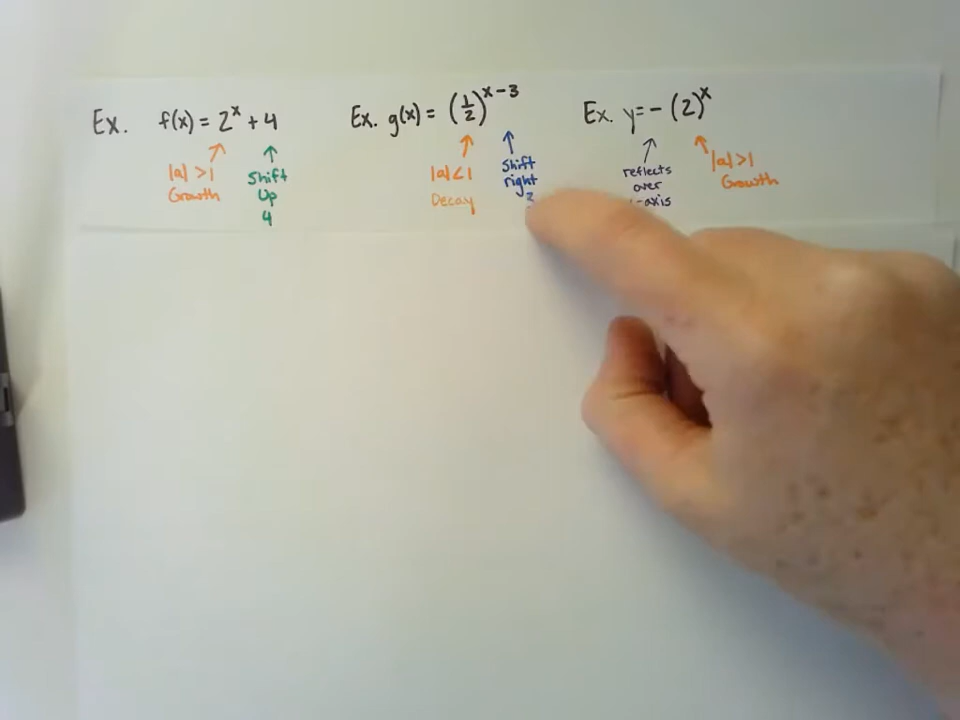 Ex. f(x) = 2^x + 4
|a| > 1
Growth
Shift
Up
4
Ex. g(x) = (1/2)^(x-3)
|a| < 1
Decay
Shift
right
Ex. y = - (2)^x
reflects
over
-axis
|a| > 1
Growth